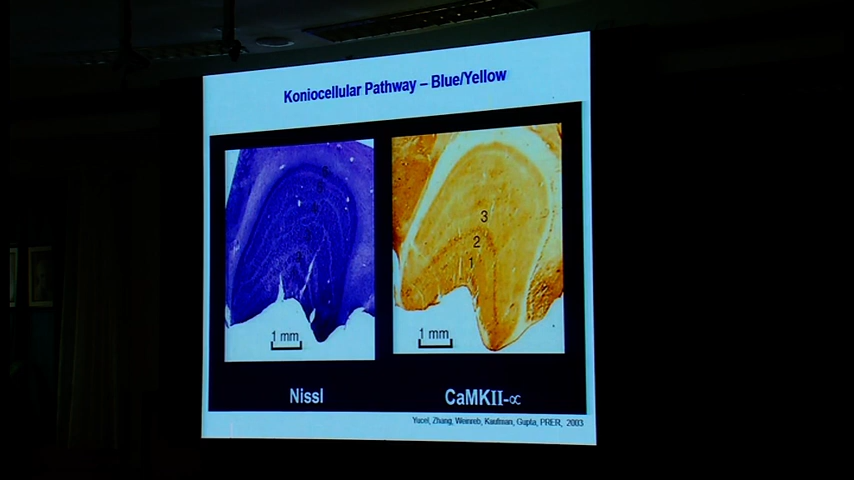 Koniocellular Pathway – Blue/Yellow
3
2
1
1 mm
1 mm
Nissl
CaMKII-∝
Yucel, Zhang, Weinreb, Kaufman, Gupta, PRER, 2003